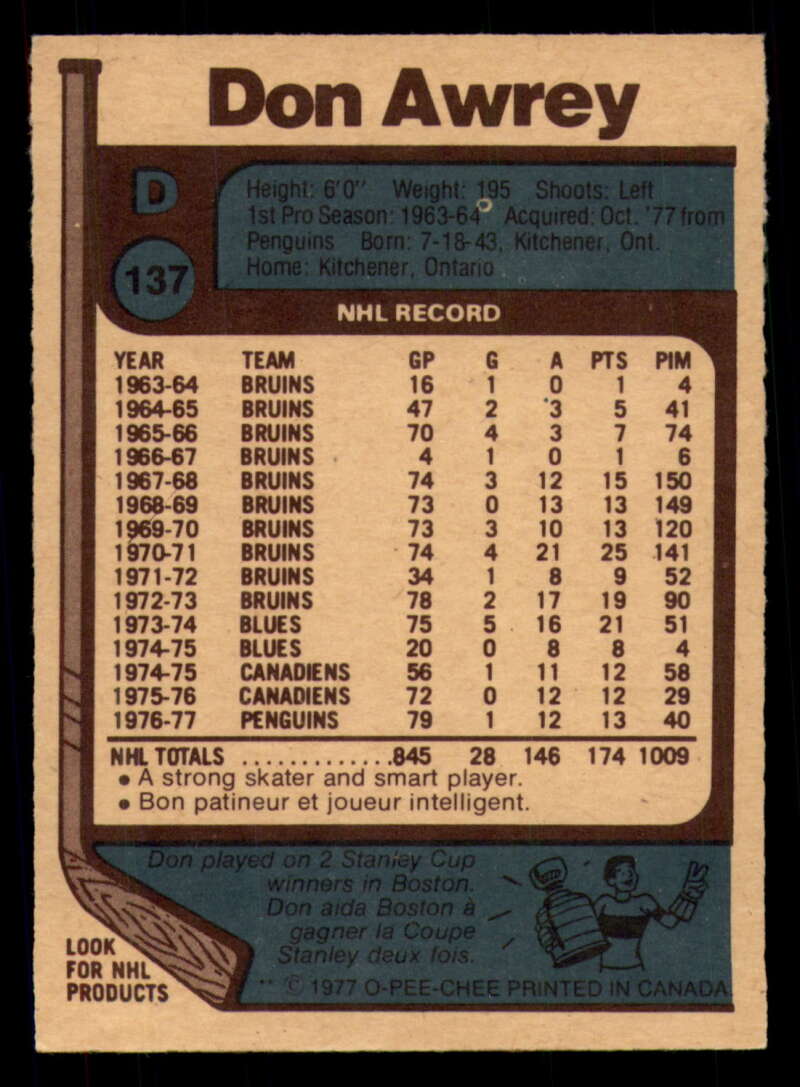 Don Awrey
D
137
Height: 6'0" Weight: 195 Shoots: Left
1st Pro Season: 1963-64 Acquired: Oct. '77 from
Penguins Born: 7-18-43, Kitchener, Ont.
Home: Kitchener, Ontario
NHL RECORD
YEAR TEAM GP G A PTS PIM
1963-64 BRUINS 16 1 0 1 4
1964-65 BRUINS 47 2 3 5 41
1965-66 BRUINS 70 4 3 7 74
1966-67 BRUINS 4 1 0 1 6
1967-68 BRUINS 74 3 12 15 150
1968-69 BRUINS 73 0 13 13 149
1969-70 BRUINS 73 3 10 13 120
1970-71 BRUINS 74 4 21 25 141
1971-72 BRUINS 34 1 8 9 52
1972-73 BRUINS 78 2 17 19 90
1973-74 BLUES 75 5 16 21 51
1974-75 BLUES 20 0 8 8 4
1974-75 CANADIENS 56 1 11 12 58
1975-76 CANADIENS 72 0 12 12 29
1976-77 PENGUINS 79 1 12 13 40
NHL TOTALS .............845 28 146 174 1009
• A strong skater and smart player.
• Bon patineur et joueur intelligent.
Don played on 2 Stanley Cup
winners in Boston.
Don aida Boston à
gagner la Coupe
Stanley deux fois.
LOOK
FOR NHL
PRODUCTS
** © 1977 O-PEE-CHEE PRINTED IN CANADA